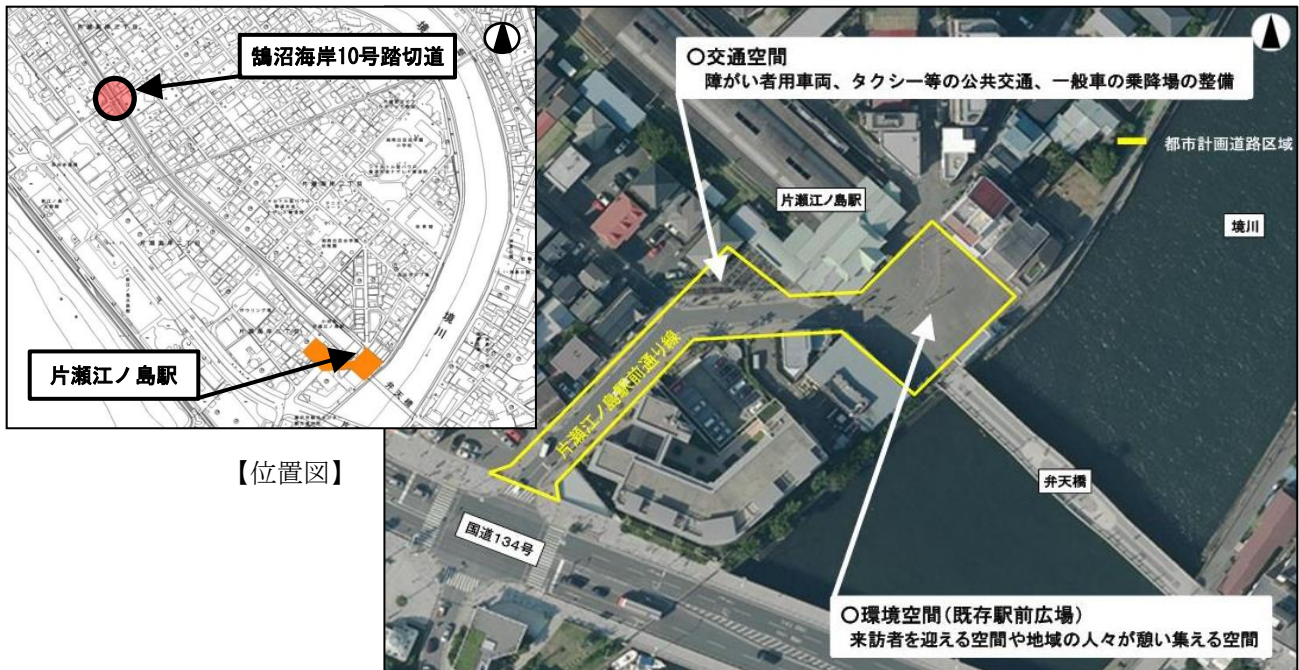 鵠沼海岸10号踏切道
片瀬江ノ島駅
境川
弁天橋
【位置図】
○交通空間
障がい者用車両、タクシー等の公共交通、一般車の乗降場の整備
都市計画道路区域
片瀬江ノ島駅
境川
片瀬江ノ島駅前通り線
弁天橋
国道134号
○環境空間(既存駅前広場)
来訪者を迎える空間や地域の人々が憩い集える空間